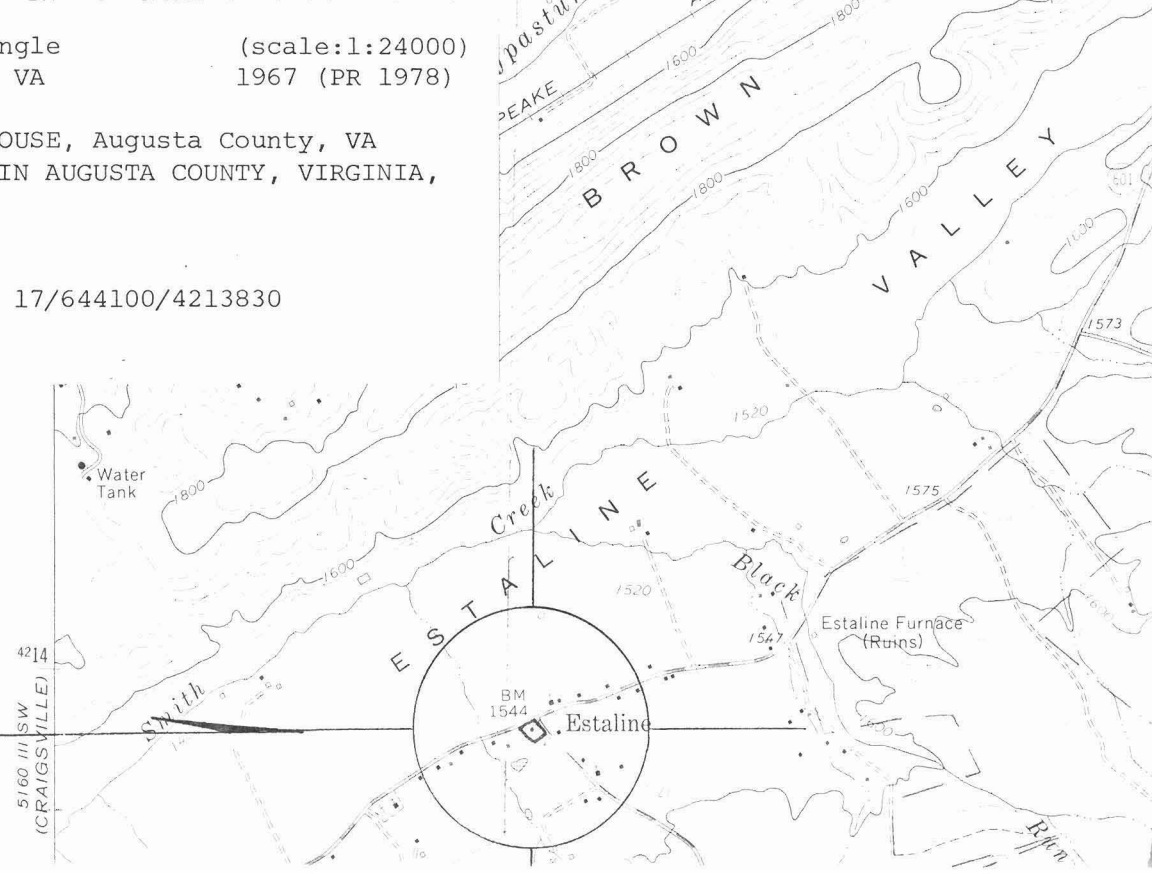 ngle (scale:1:24000)
VA 1967 (PR 1978)
OUSE, Augusta County, VA
IN AUGUSTA COUNTY, VIRGINIA,
17/644100/4213830
PEAKE
1600
1800
BROWN
1800
1800
VALLEY
1600
601
1573
1520
1575
Water
Tank
1800
Creek
1600
ESTALINE
1520
Black
1547
Estaline Furnace
(Ruins)
4214
Smith
BM
1544
Estaline
1600
1600
5160 III SW
(CRAIGSVILLE)
Run